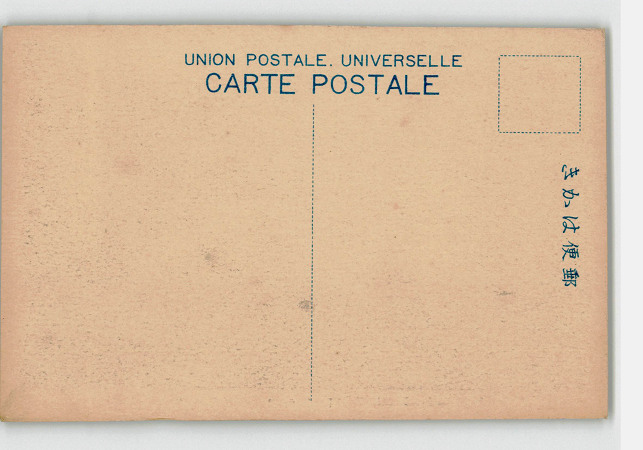 UNION POSTALE. UNIVERSELLE
CARTE POSTALE
郵便はかき